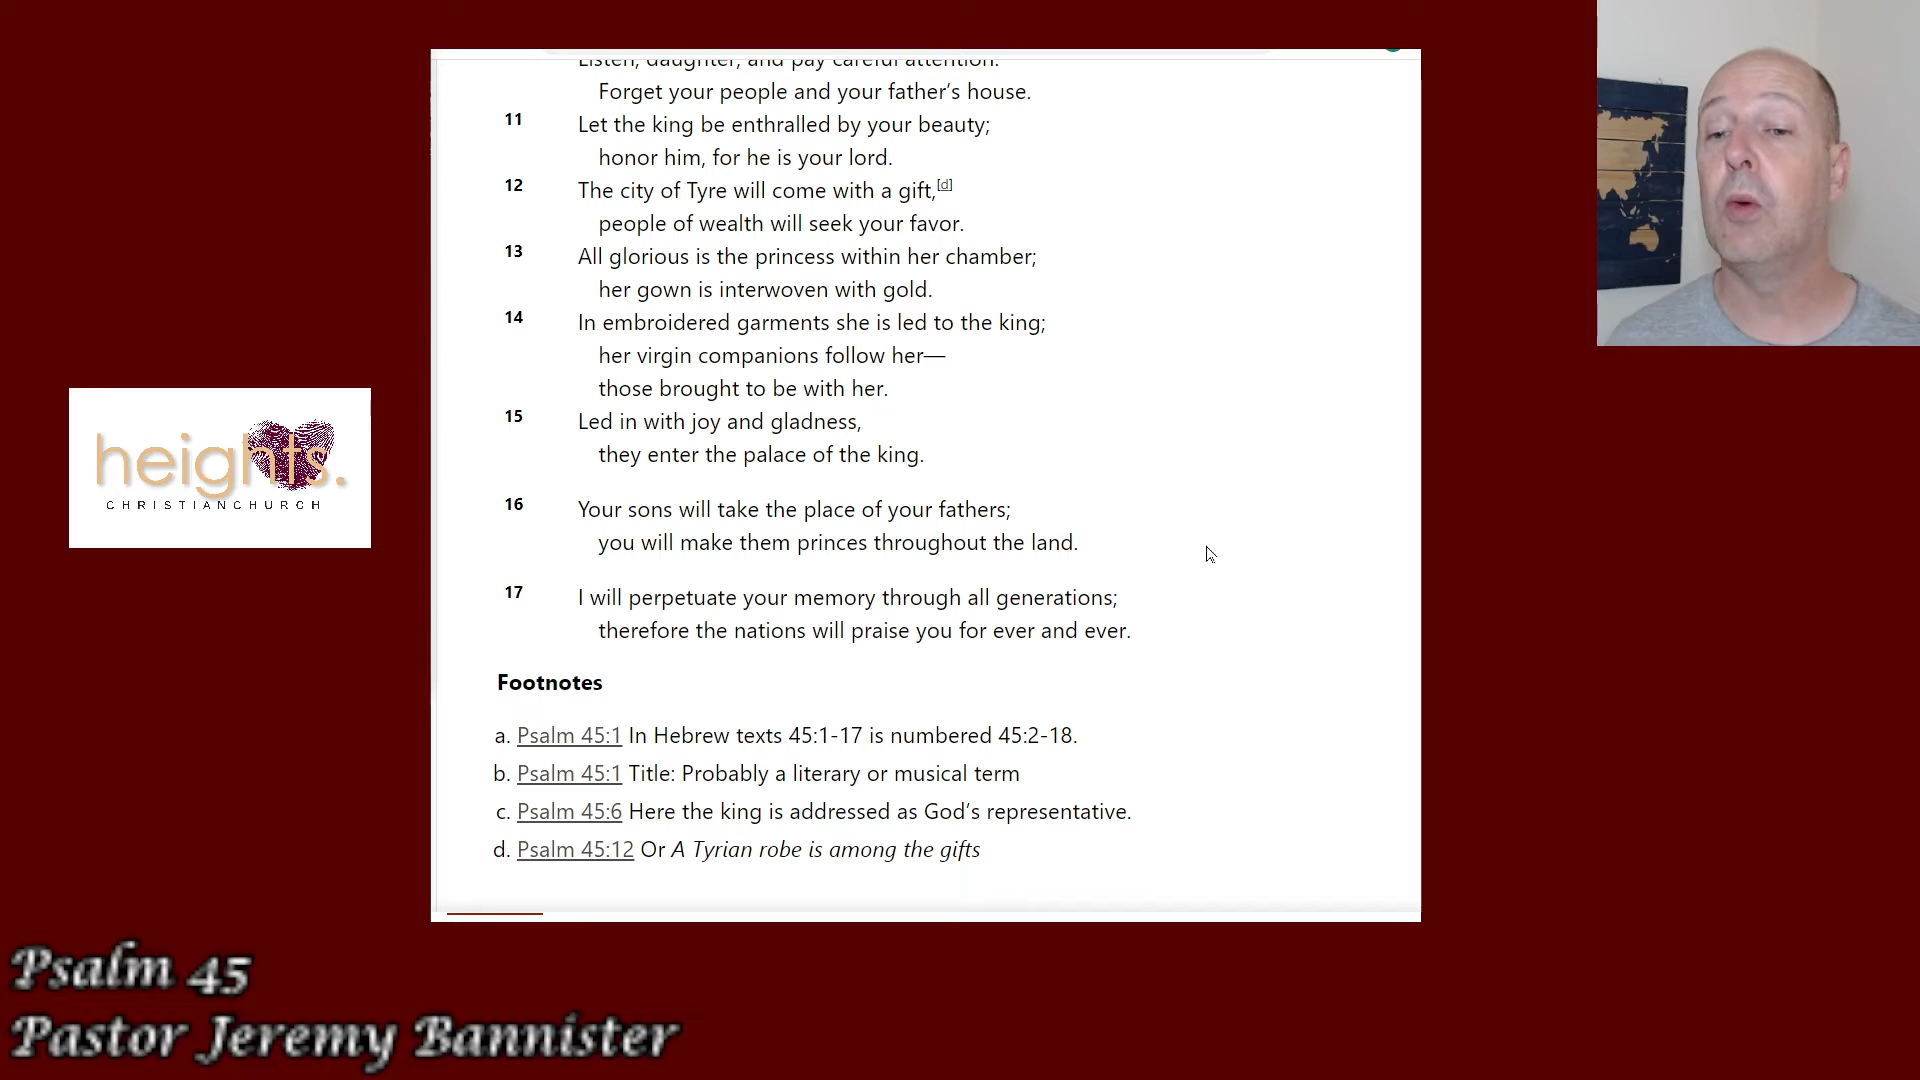 Listen, daughter, and pay careful attention:
Forget your people and your father’s house.
11 Let the king be enthralled by your beauty;
honor him, for he is your lord.
12 The city of Tyre will come with a gift,[d]
people of wealth will seek your favor.
13 All glorious is the princess within her chamber;
her gown is interwoven with gold.
14 In embroidered garments she is led to the king;
her virgin companions follow her—
those brought to be with her.
15 Led in with joy and gladness,
they enter the palace of the king.
16 Your sons will take the place of your fathers;
you will make them princes throughout the land.
17 I will perpetuate your memory through all generations;
therefore the nations will praise you for ever and ever.
Footnotes
a. Psalm 45:1 In Hebrew texts 45:1-17 is numbered 45:2-18.
b. Psalm 45:1 Title: Probably a literary or musical term
c. Psalm 45:6 Here the king is addressed as God’s representative.
d. Psalm 45:12 Or A Tyrian robe is among the gifts
heights.
CHRISTIANCHURCH
Psalm 45
Pastor Jeremy Bannister